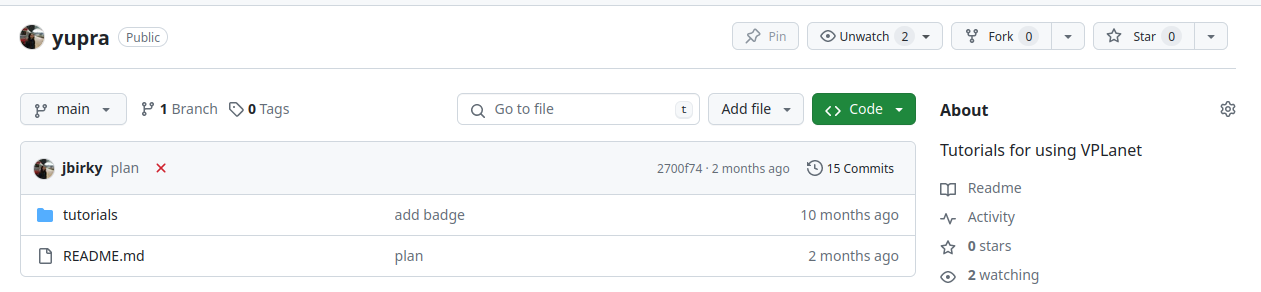 yupra Public Pin Unwatch 2 Fork 0 Star 0
main 1 Branch 0 Tags Go to file t Add file Code
jbirky plan 2700f74 · 2 months ago 15 Commits
tutorials add badge 10 months ago
README.md plan 2 months ago
About
Tutorials for using VPLanet
Readme
Activity
0 stars
2 watching